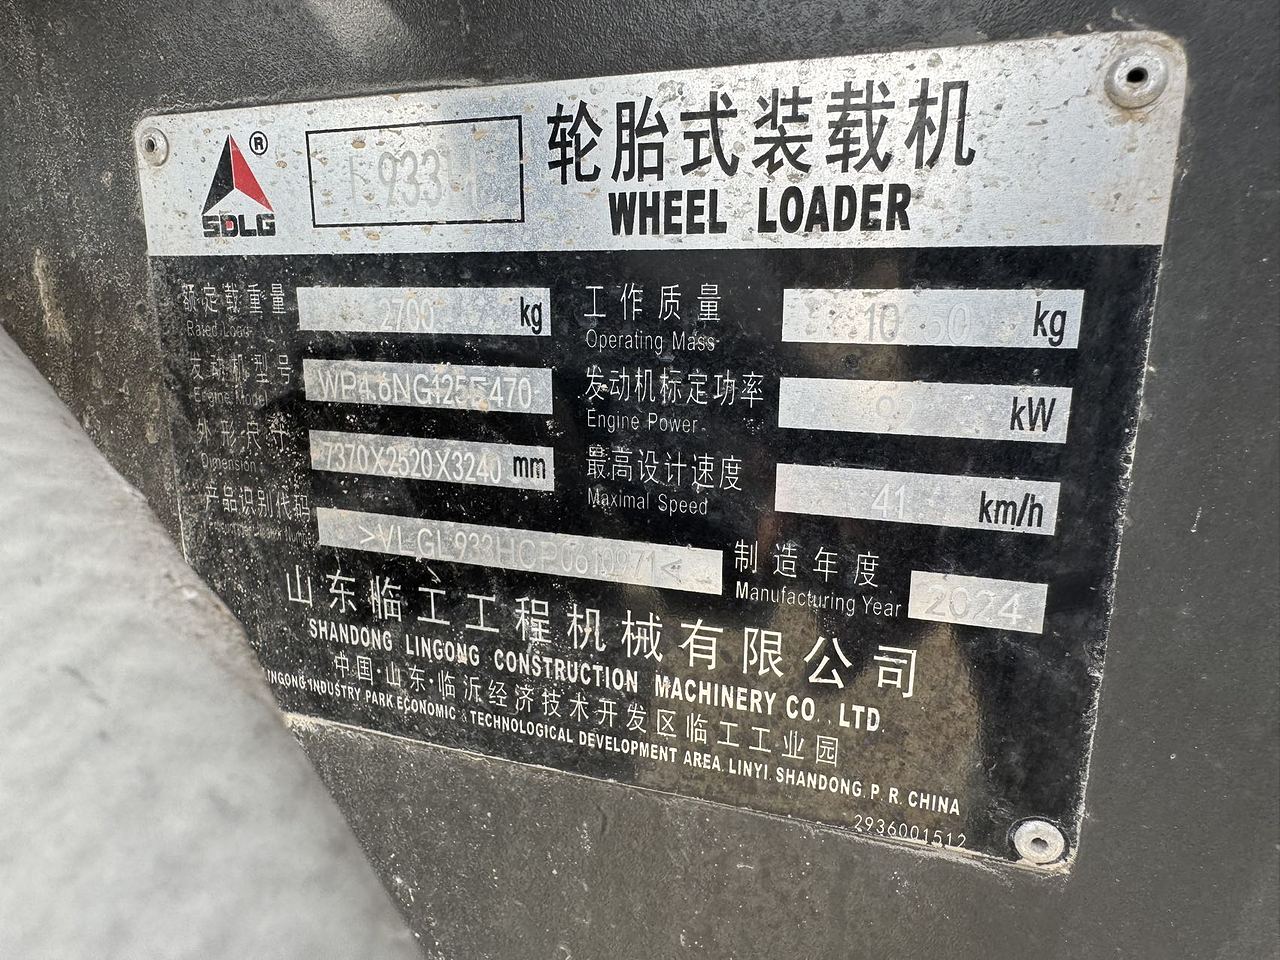 SDLG ®
L933H
轮胎式装载机
WHEEL LOADER
额定载重量 2700 kg
Rated Load
工作质量 kg
Operating Mass
发动机型号 WP4.6NG125E470
Engine Model
发动机标定功率 kW
Engine Power
外形尺寸 7370X2520X3240 mm
Dimension
最高设计速度 41 km/h
Maximal Speed
产品识别代码 >VLGL933HCP0610971<
制造年度 2024
Manufacturing Year
山东临工工程机械有限公司
SHANDONG LINGONG CONSTRUCTION MACHINERY CO., LTD.
中国·山东·临沂经济技术开发区临工工业园
INDUSTRY PARK ECONOMIC & TECHNOLOGICAL DEVELOPMENT AREA. LINYI. SHANDONG. P. R. CHINA
2936001512